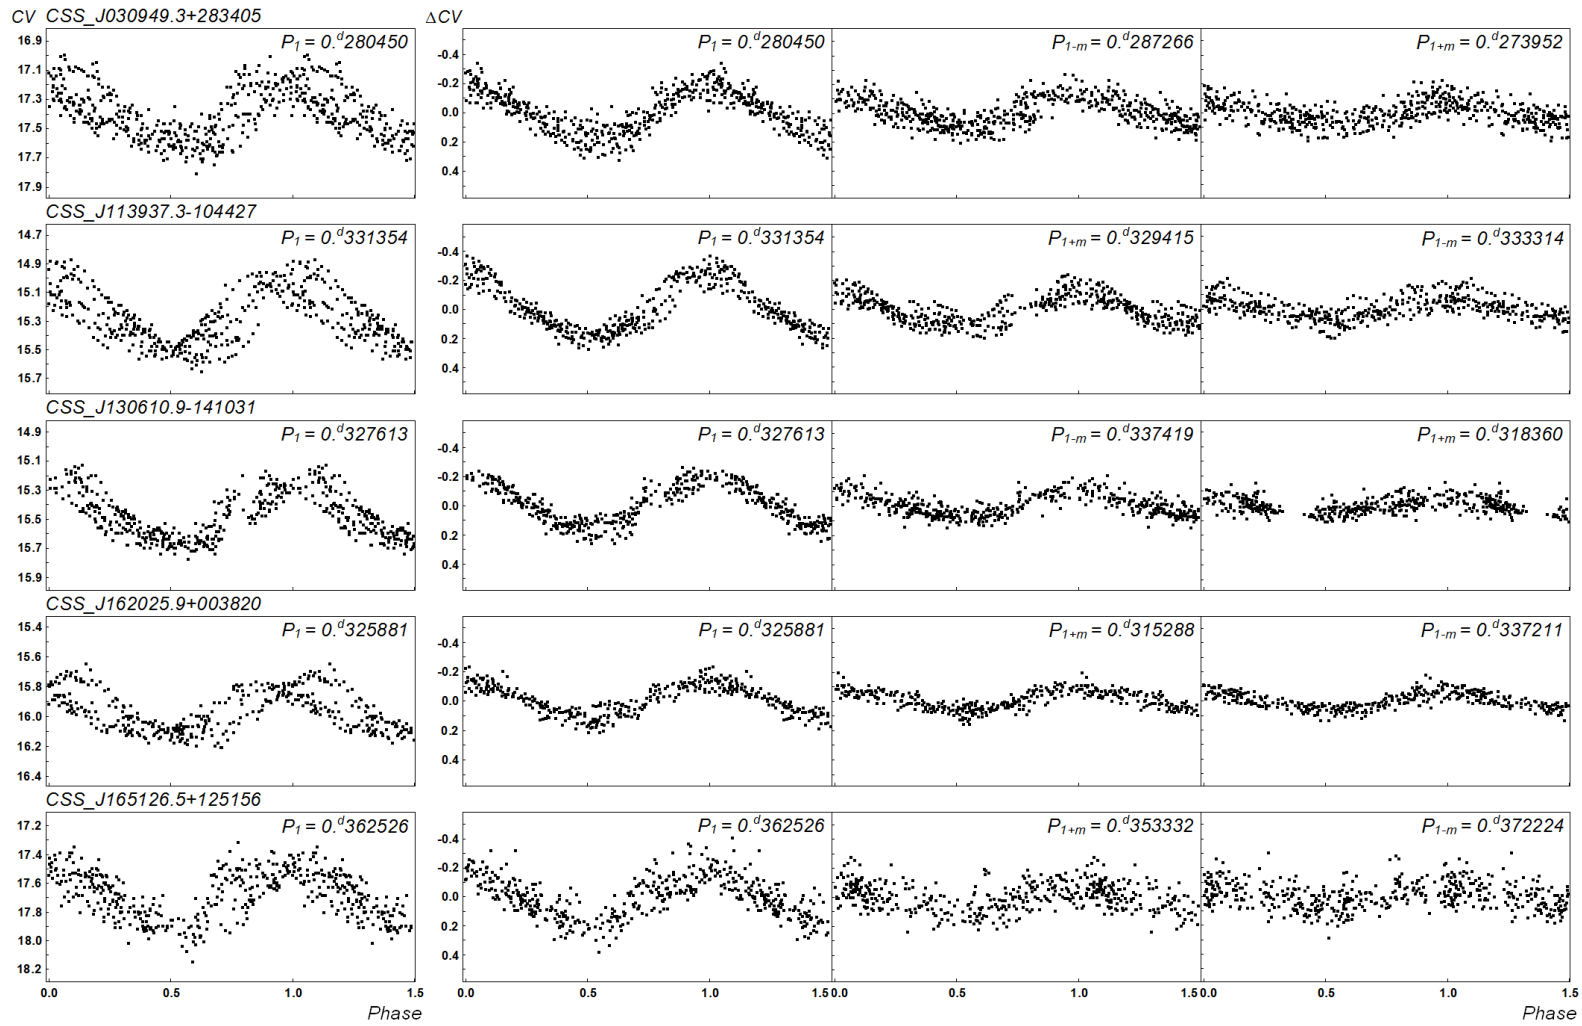 CV CSS_J030949.3+283405 ΔCV
16.9 17.1 17.3 17.5 17.7 17.9
P1 = 0.d280450
-0.4 -0.2 0.0 0.2 0.4
P1 = 0.d280450
P1-m = 0.d287266
P1+m = 0.d273952
CSS_J113937.3-104427
14.7 14.9 15.1 15.3 15.5 15.7
P1 = 0.d331354
-0.4 -0.2 0.0 0.2 0.4
P1 = 0.d331354
P1+m = 0.d329415
P1-m = 0.d333314
CSS_J130610.9-141031
14.9 15.1 15.3 15.5 15.7 15.9
P1 = 0.d327613
-0.4 -0.2 0.0 0.2 0.4
P1 = 0.d327613
P1-m = 0.d337419
P1+m = 0.d318360
CSS_J162025.9+003820
15.4 15.6 15.8 16.0 16.2 16.4
P1 = 0.d325881
-0.4 -0.2 0.0 0.2 0.4
P1 = 0.d325881
P1+m = 0.d315288
P1-m = 0.d337211
CSS_J165126.5+125156
17.2 17.4 17.6 17.8 18.0 18.2
P1 = 0.d362526
-0.4 -0.2 0.0 0.2 0.4
P1 = 0.d362526
P1+m = 0.d353332
P1-m = 0.d372224
0.0 0.5 1.0 1.5 0.0 0.5 1.0 1.5 0.0 0.5 1.0 1.5 0.0 0.5 1.0 1.5
Phase Phase